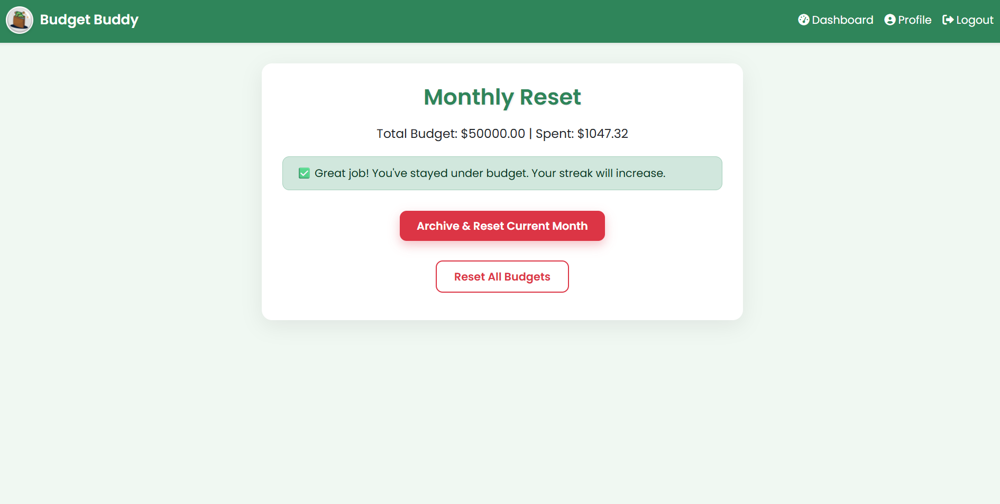 Budget Buddy
Dashboard Profile Logout
Monthly Reset
Total Budget: $50000.00 | Spent: $1047.32
✅ Great job! You've stayed under budget. Your streak will increase.
Archive & Reset Current Month
Reset All Budgets